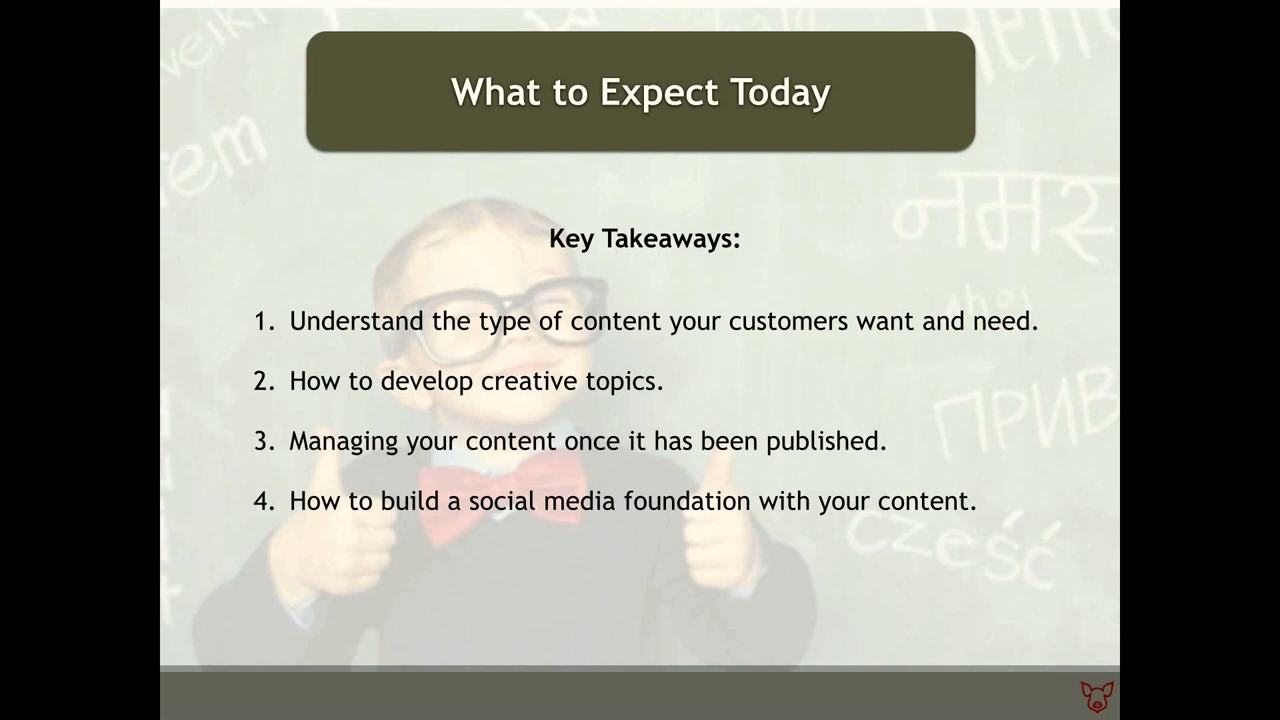 What to Expect Today
Key Takeaways:
1. Understand the type of content your customers want and need.
2. How to develop creative topics.
3. Managing your content once it has been published.
4. How to build a social media foundation with your content.
cześć